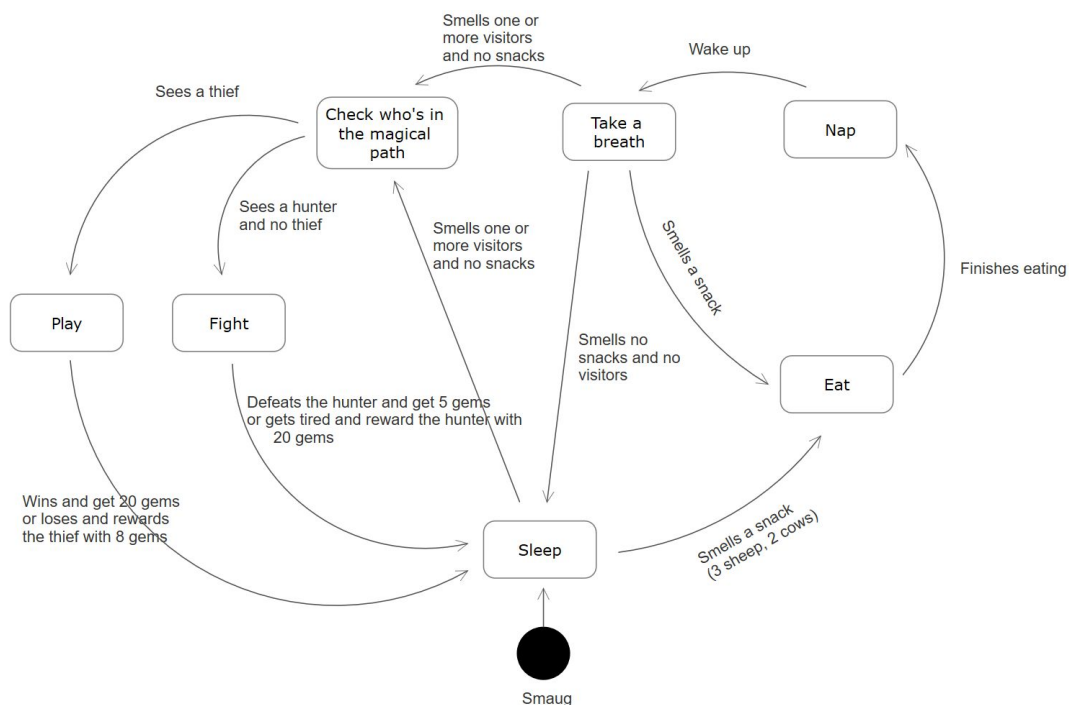 Smells one or
more visitors
and no snacks
Wake up
Sees a thief
Check who's in
the magical
path
Take a
breath
Nap
Sees a hunter
and no thief
Smells one or
more visitors
and no snacks
Smells a snack
Finishes eating
Play
Fight
Smells no
snacks and no
visitors
Eat
Defeats the hunter and get 5 gems
or gets tired and reward the hunter with
20 gems
Wins and get 20 gems
or loses and rewards
the thief with 8 gems
Smells a snack
(3 sheep, 2 cows)
Sleep
Smaug